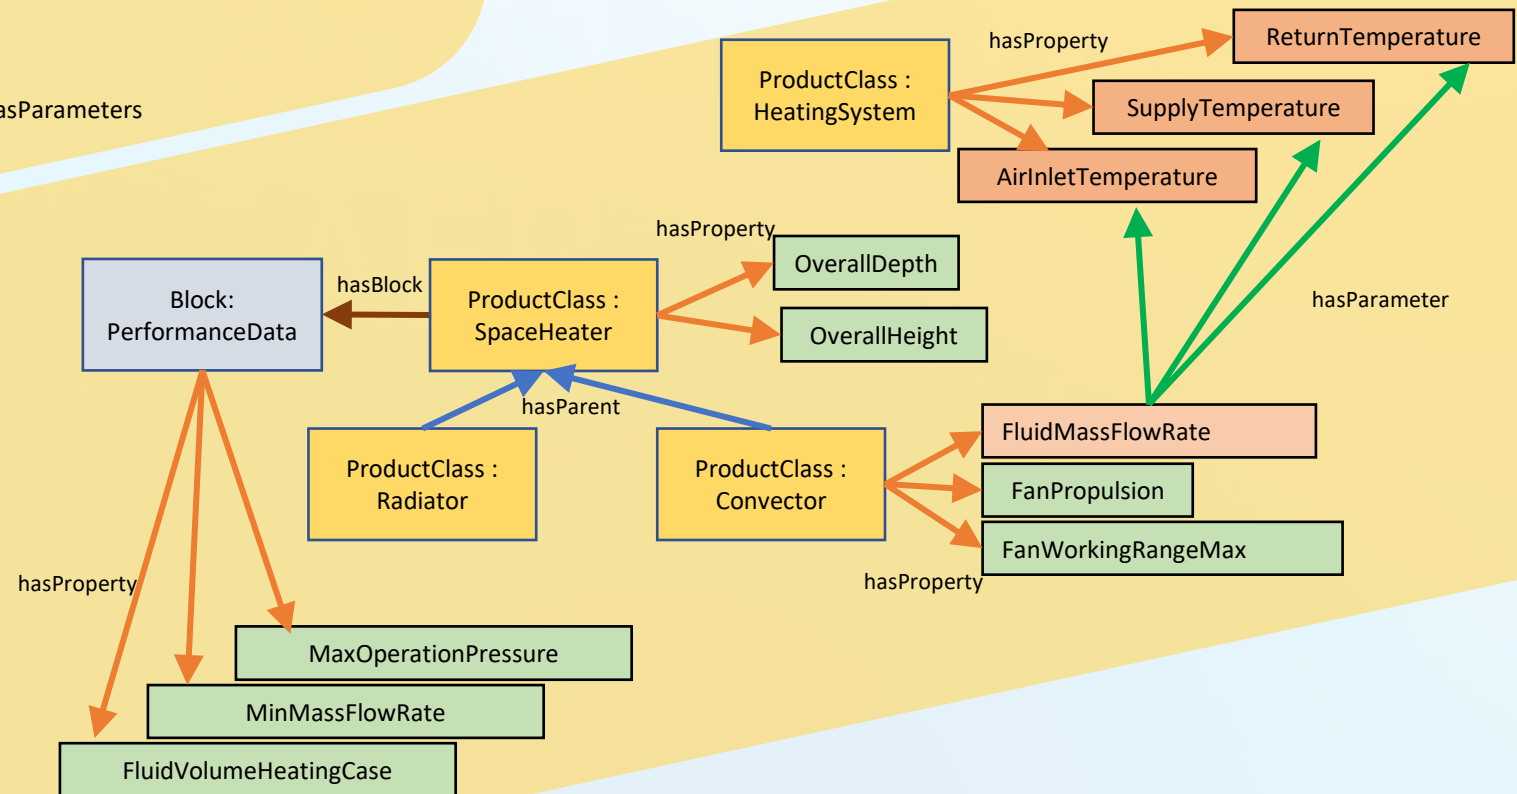 hasProperty
ReturnTemperature
ProductClass :
HeatingSystem
SupplyTemperature
asParameters
AirInletTemperature
hasProperty
OverallDepth
Block:
PerformanceData
hasBlock
ProductClass :
SpaceHeater
hasParameter
OverallHeight
hasParent
FluidMassFlowRate
ProductClass :
Radiator
ProductClass :
Convector
FanPropulsion
FanWorkingRangeMax
hasProperty
hasProperty
MaxOperationPressure
MinMassFlowRate
FluidVolumeHeatingCase